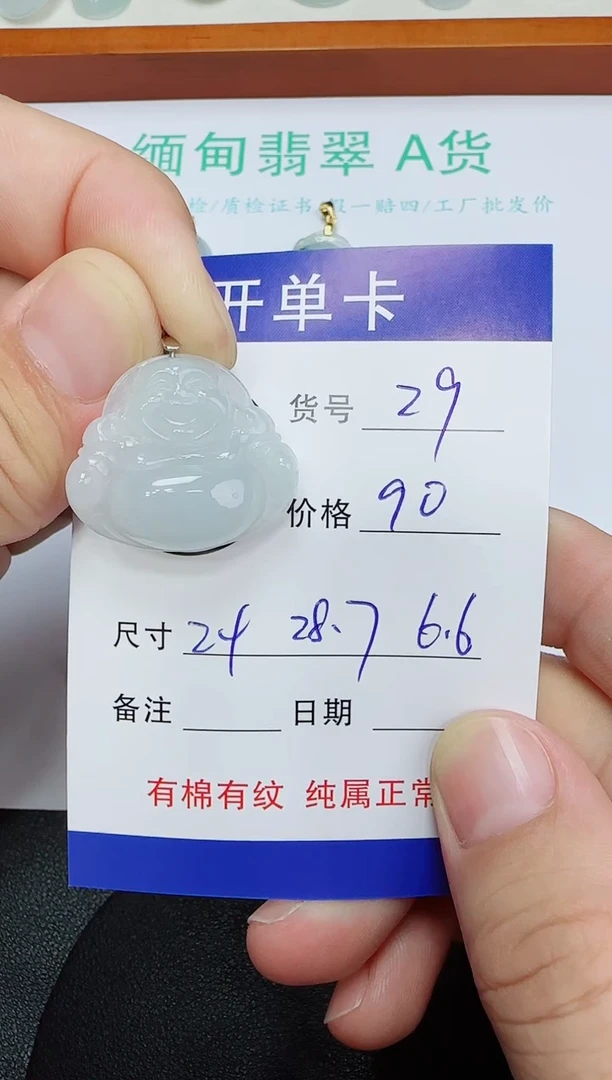 缅甸翡翠 A货
检/质检证书/假一赔四/工厂批发价
开单卡
货号 29
价格 90
尺寸 24 28.7 6.6
备注 日期
有棉有纹 纯属正常